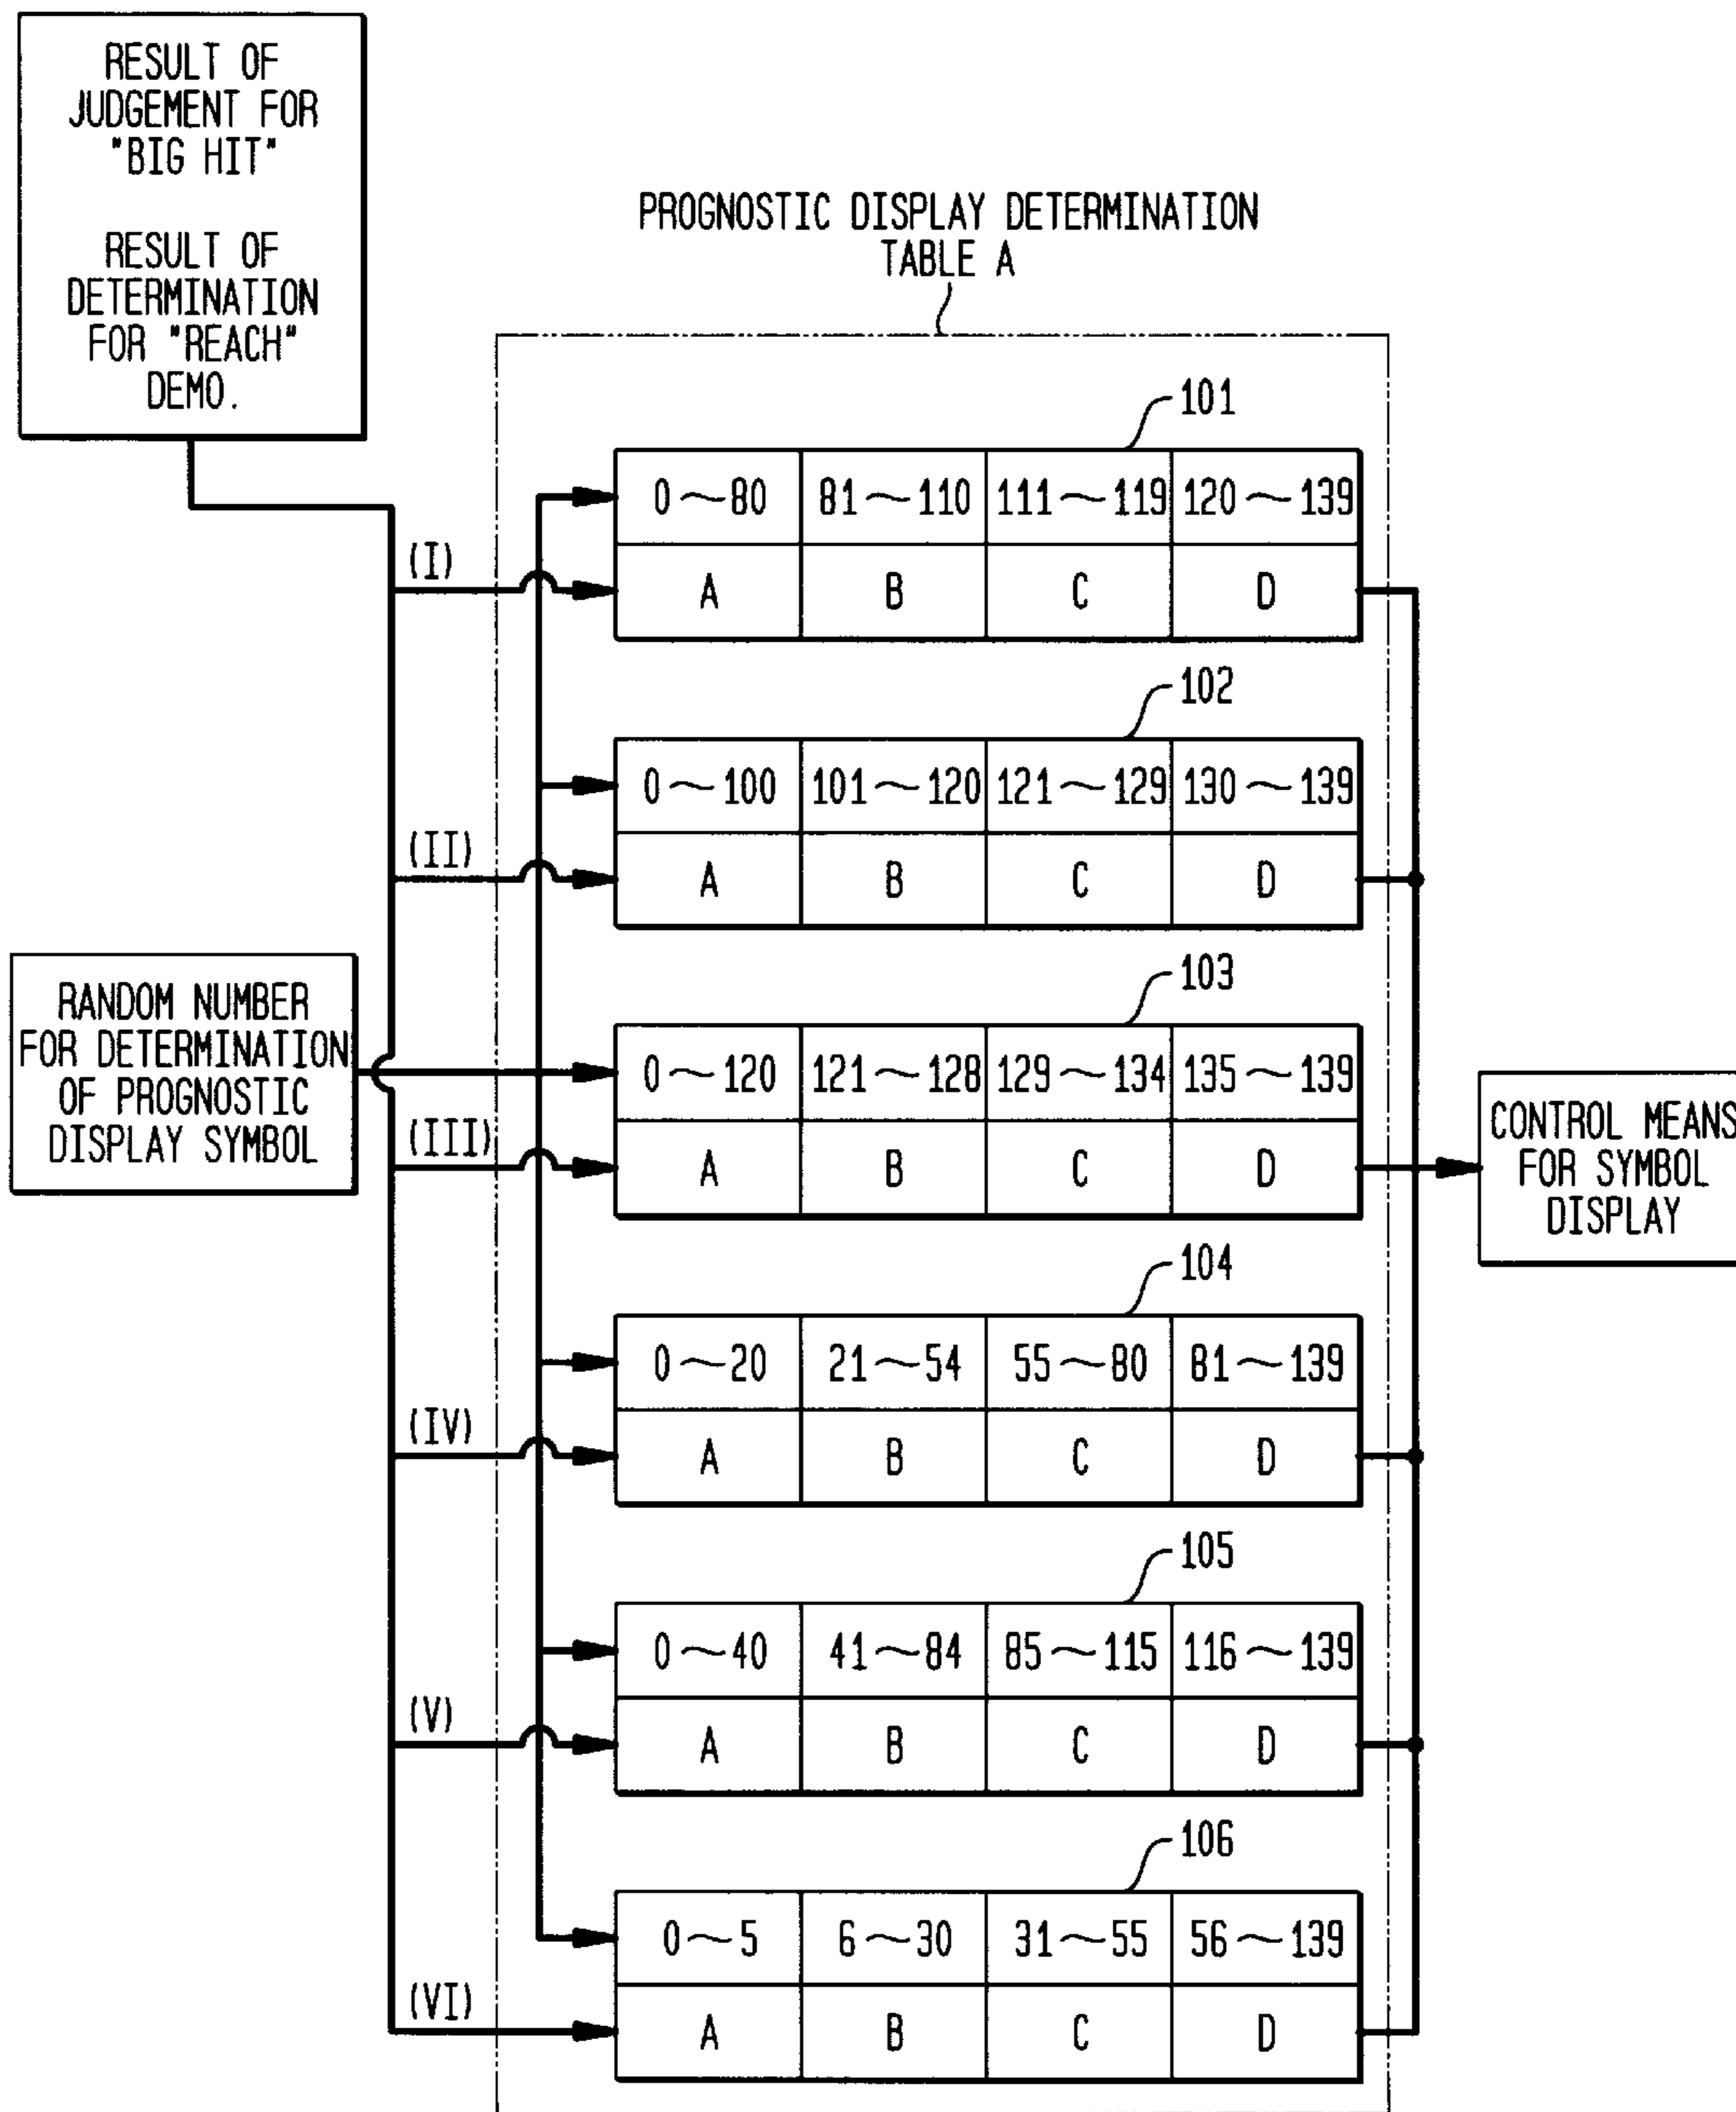 RESULT OF
JUDGEMENT FOR
"BIG HIT"
RESULT OF
DETERMINATION
FOR "REACH"
DEMO.
PROGNOSTIC DISPLAY DETERMINATION
TABLE A
101
0~80 81~110 111~119 120~139
(I)
A B C D
102
0~100 101~120 121~129 130~139
(II)
A B C D
RANDOM NUMBER
FOR DETERMINATION
OF PROGNOSTIC
DISPLAY SYMBOL
103
0~120 121~128 129~134 135~139
(III)
A B C D
CONTROL MEANS
FOR SYMBOL
DISPLAY
104
0~20 21~54 55~80 81~139
(IV)
A B C D
105
0~40 41~84 85~115 116~139
(V)
A B C D
106
0~5 6~30 31~55 56~139
(VI)
A B C D